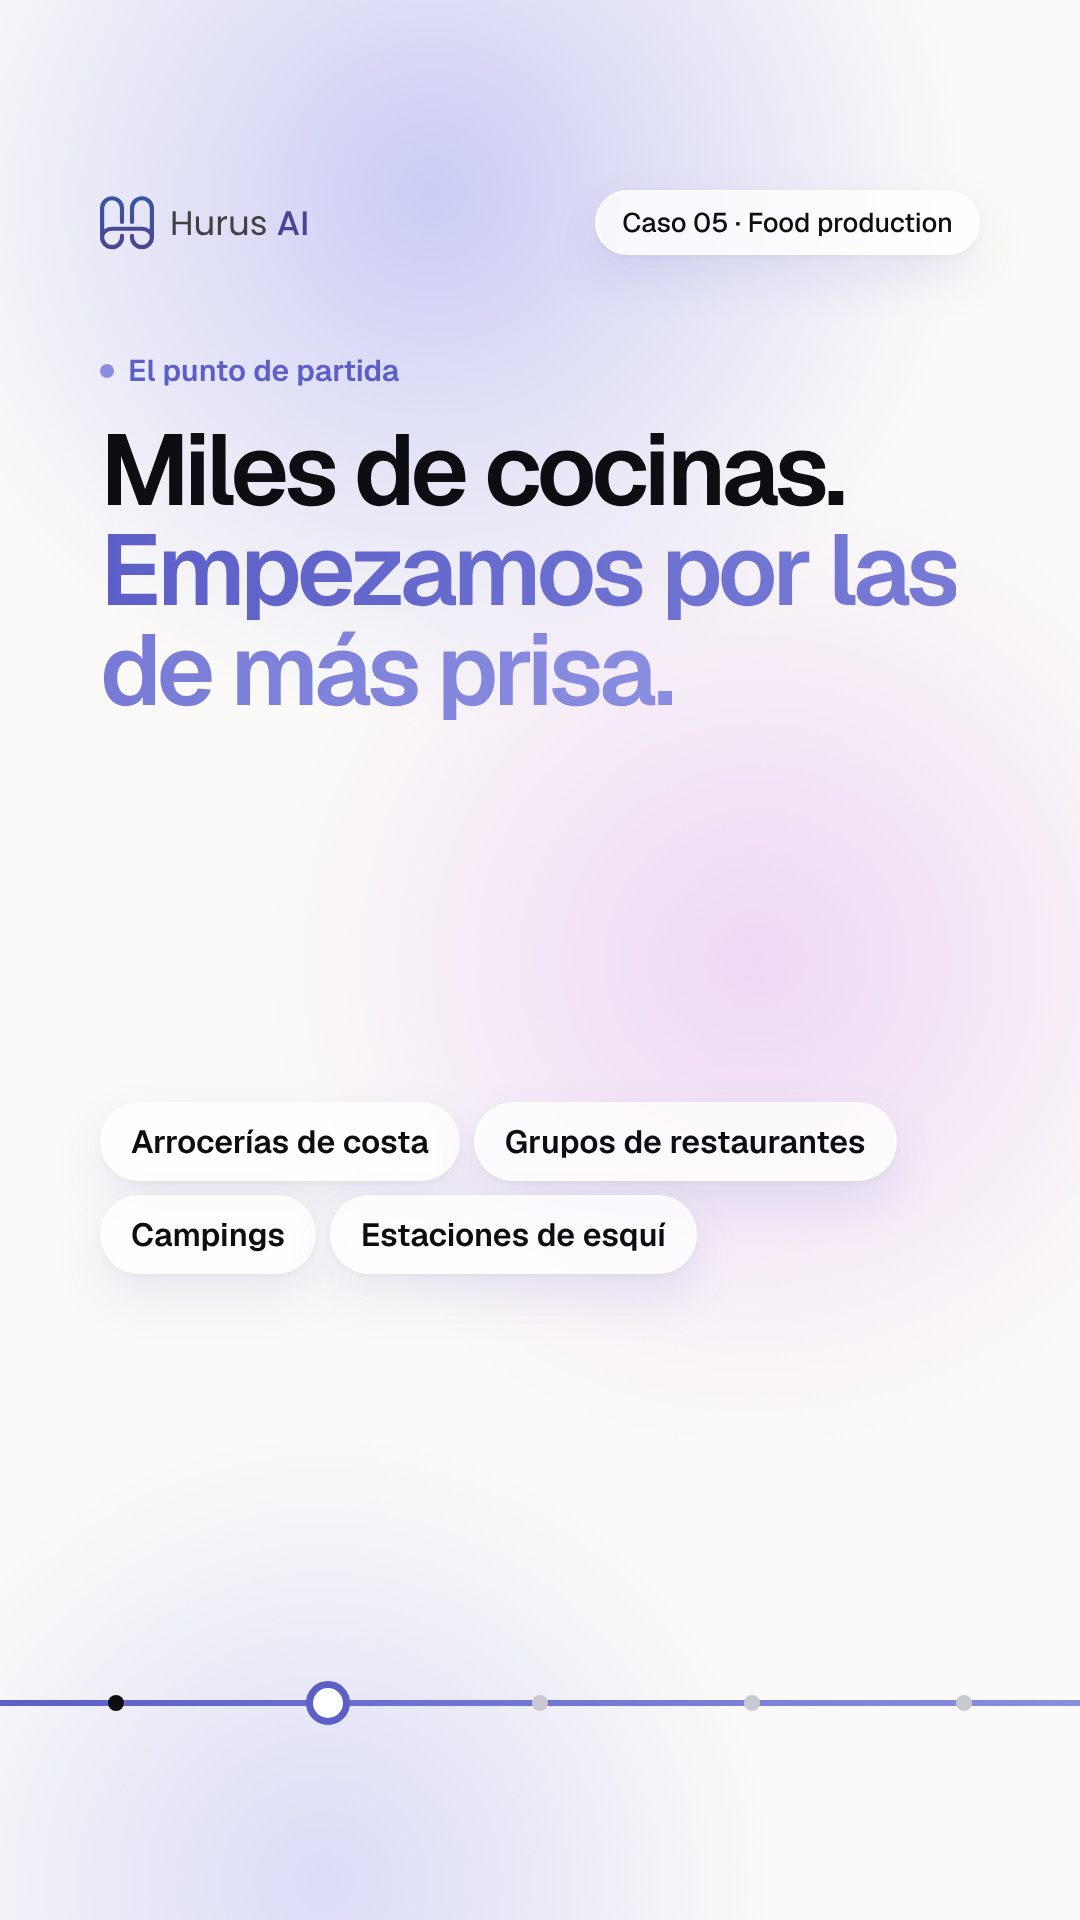 Hurus AI
Caso 05 · Food production
El punto de partida
Miles de cocinas.
Empezamos por las
de más prisa.
Arrocerías de costa
Grupos de restaurantes
Campings
Estaciones de esquí